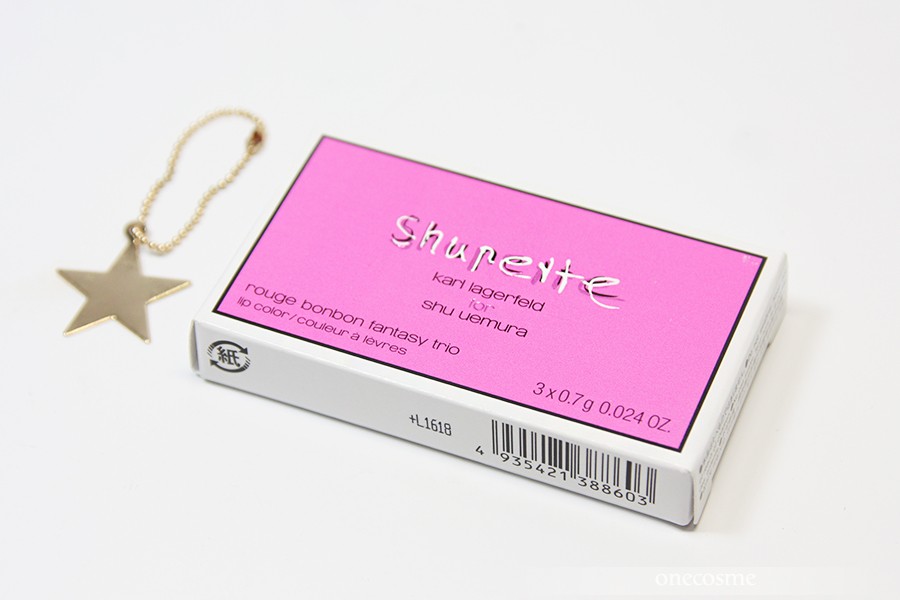 shupette
karl lagerfeld
for
shu uemura
rouge bonbon fantasy trio
lip color/couleur à lèvres
3 x 0.7g 0.024 OZ.
紙
+L1618
4 935421 388603
onecosme